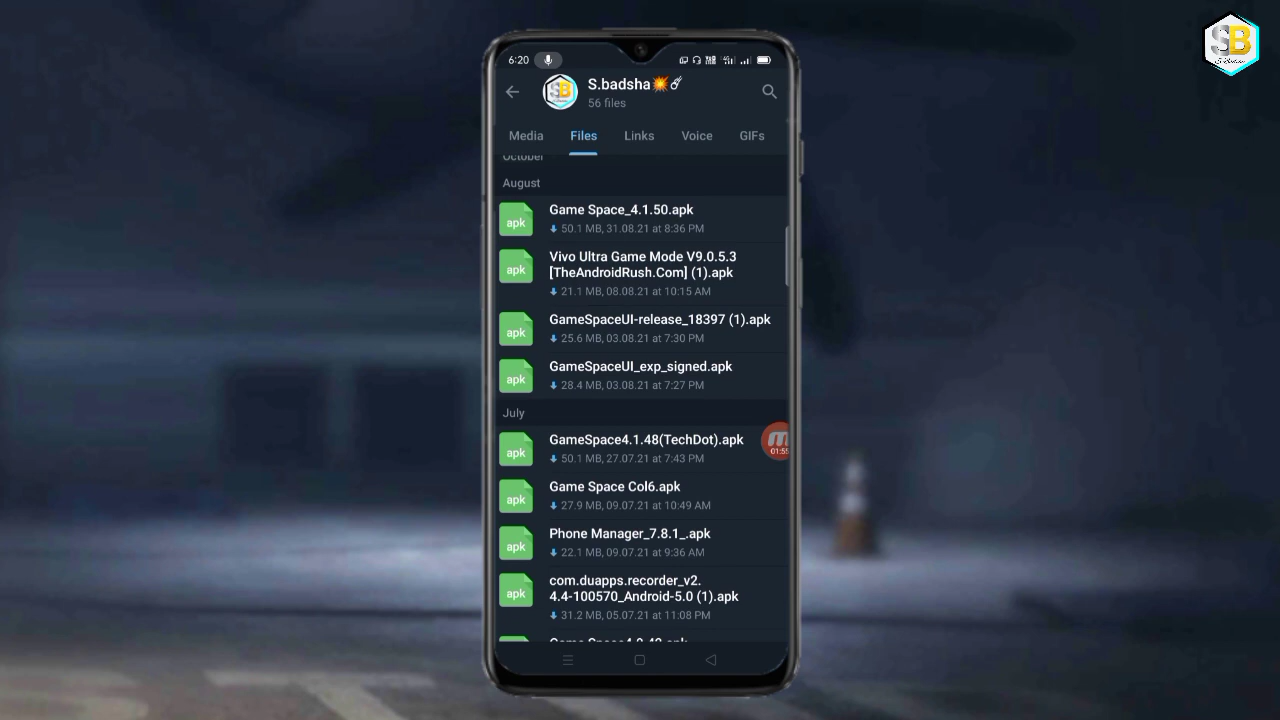 SB
6:20
S.badsha💥☄
56 files
Media Files Links Voice GIFs
October
August
Game Space_4.1.50.apk
apk
50.1 MB, 31.08.21 at 8:36 PM
Vivo Ultra Game Mode V9.0.5.3
[TheAndroidRush.Com] (1).apk
apk
21.1 MB, 08.08.21 at 10:15 AM
GameSpaceUI-release_18397 (1).apk
apk
25.6 MB, 03.08.21 at 7:30 PM
GameSpaceUI_exp_signed.apk
apk
28.4 MB, 03.08.21 at 7:27 PM
July
GameSpace4.1.48(TechDot).apk
apk
50.1 MB, 27.07.21 at 7:43 PM
01:55
Game Space Col6.apk
apk
27.9 MB, 09.07.21 at 10:49 AM
Phone Manager_7.8.1_.apk
apk
22.1 MB, 09.07.21 at 9:36 AM
com.duapps.recorder_v2.
4.4-100570_Android-5.0 (1).apk
apk
31.2 MB, 05.07.21 at 11:08 PM